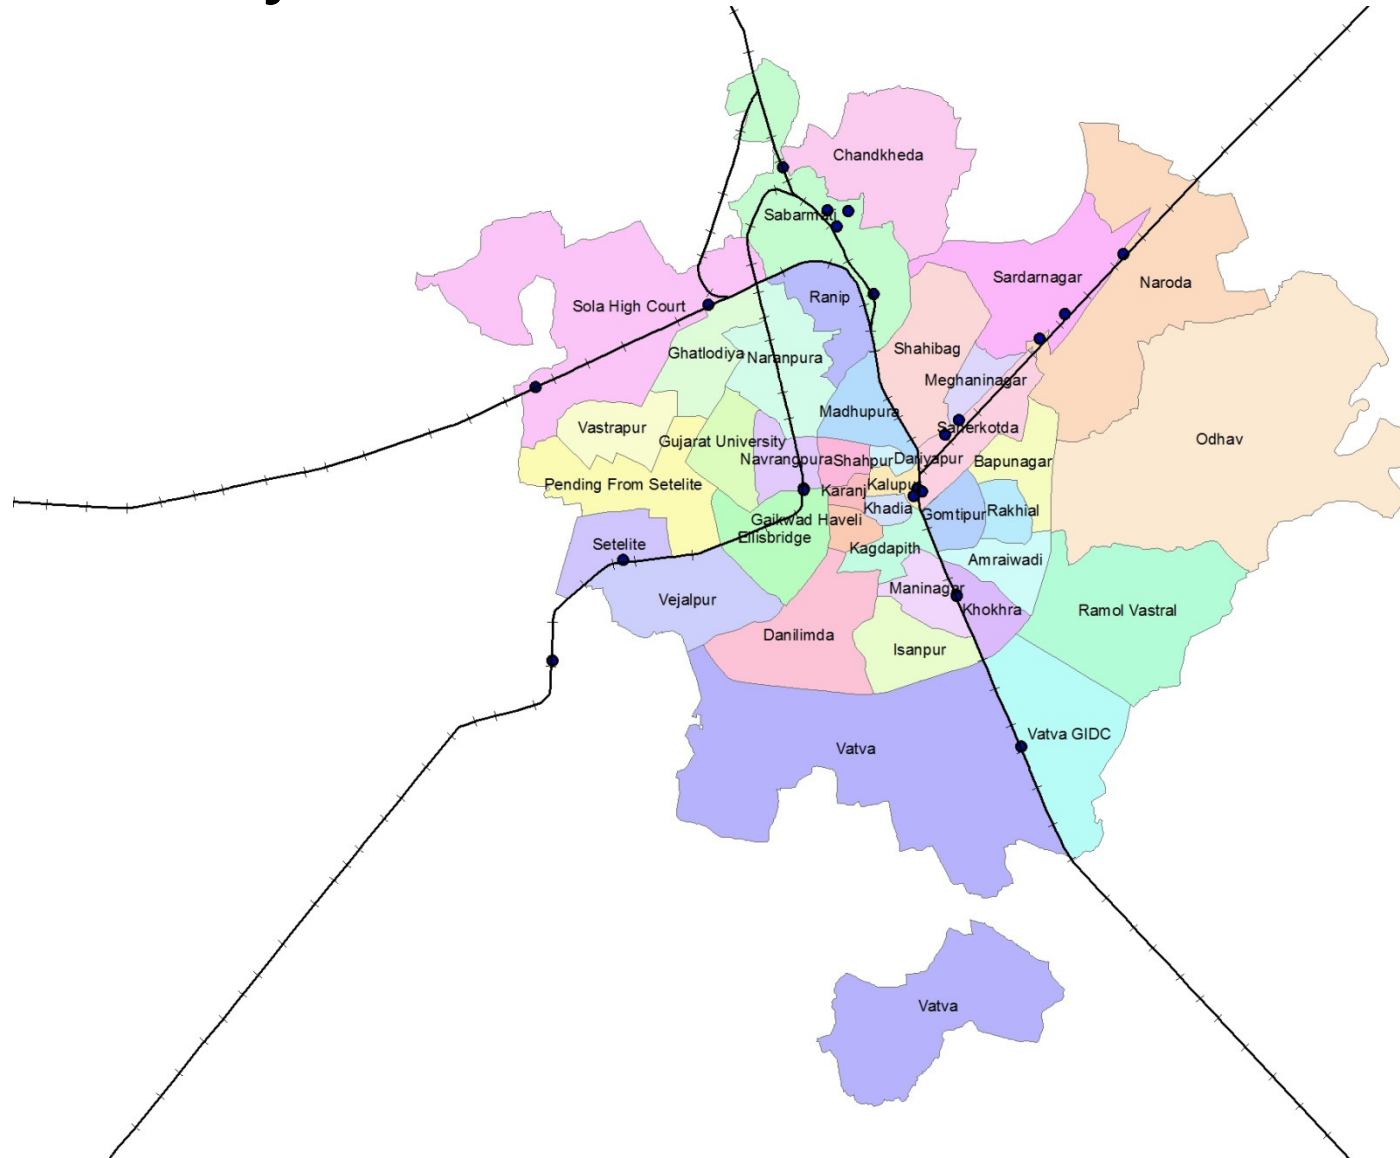 Chandkheda
Sabarmati
Sardarnagar
Naroda
Sola High Court
Ranip
Shahibag
Ghatlodiya
Naranpura
Meghaninagar
Madhupura
Vastrapur
Gujarat University
Saherkotda
Odhav
Navrangpura
Shahpur
Dariyapur
Bapunagar
Pending From Setelite
Karanj
Kalupur
Khadia
Gomtipur
Rakhial
Gaikwad Haveli
Ellisbridge
Setelite
Kagdapith
Amraiwadi
Maninagar
Vejalpur
Khokhra
Ramol Vastral
Danilimda
Isanpur
Vatva GIDC
Vatva
Vatva